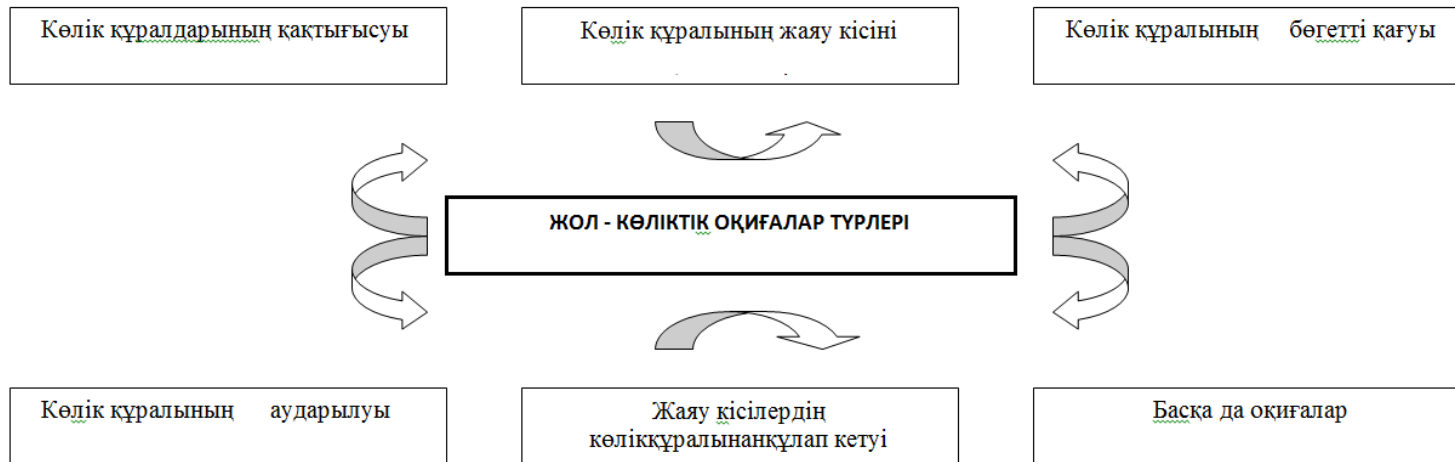 Көлік құралдарының қақтығысуы
Көлік құралының жаяу кісіні
Көлік құралының бөгетті қағуы
ЖОЛ - КӨЛІКТІК ОҚИҒАЛАР ТҮРЛЕРІ
Көлік құралының аударылуы
Жаяу кісілердің
көлікқұралынанқұлап кетуі
Басқа да оқиғалар